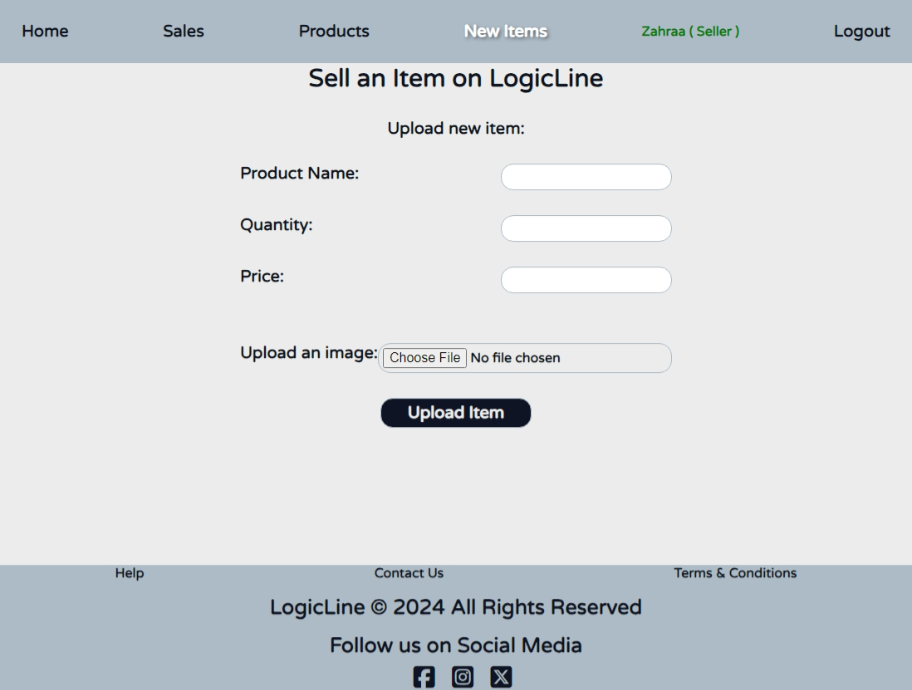 Home Sales Products New Items Zahraa ( Seller ) Logout
Sell an Item on LogicLine
Upload new item:
Product Name:
Quantity:
Price:
Upload an image: Choose File No file chosen
Upload Item
Help Contact Us Terms & Conditions
LogicLine © 2024 All Rights Reserved
Follow us on Social Media